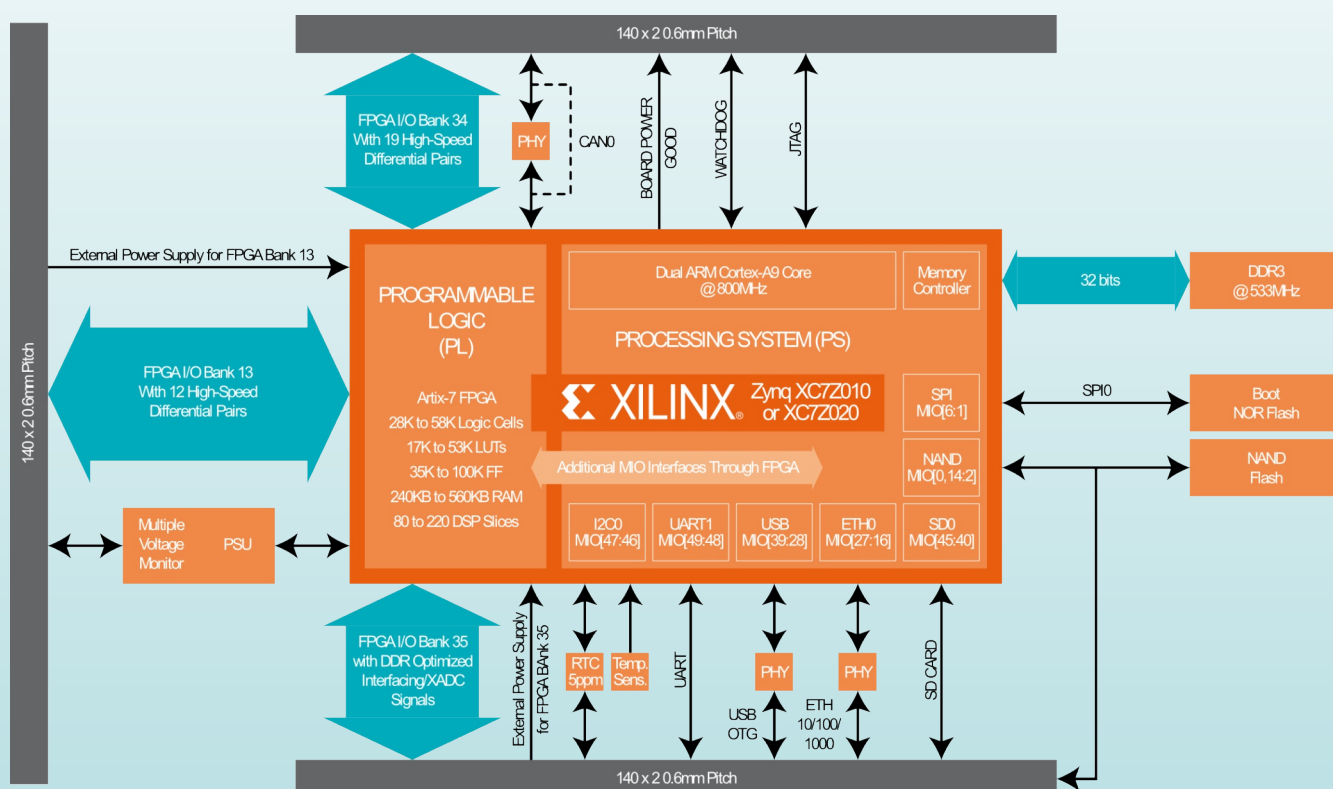 140 x 2 0.6mm Pitch
FPGA I/O Bank 34
With 19 High-Speed
Differential Pairs
PHY
CAN0
BOARD POWER
GOOD
WATCHDOG
JTAG
External Power Supply for FPGA Bank 13
140 x 2 0.6mm Pitch
FPGA I/O Bank 13
With 12 High-Speed
Differential Pairs
Multiple
Voltage
Monitor
PSU
PROGRAMMABLE
LOGIC
(PL)
Artix-7 FPGA
28K to 58K Logic Cells
17K to 53K LUTs
35K to 100K FF
240KB to 560KB RAM
80 to 220 DSP Slices
Dual ARM Cortex-A9 Core
@ 800MHz
Memory
Controller
PROCESSING SYSTEM (PS)
XILINX®
Zynq XC7Z010
or XC7Z020
SPI
MIO[6:1]
Additional MIO Interfaces Through FPGA
NAND
MIO[0,14:2]
I2C0
MIO[47:46]
UART1
MIO[49:48]
USB
MIO[39:28]
ETH0
MIO[27:16]
SD0
MIO[45:40]
32 bits
DDR3
@ 533MHz
SPI0
Boot
NOR Flash
NAND
Flash
FPGA I/O Bank 35
with DDR Optimized
Interfacing/XADC
Signals
External Power Supply
for FPGA BAnk 35
RTC
5ppm
Temp.
Sens.
UART
PHY
USB
OTG
PHY
ETH
10/100/
1000
SD CARD
140 x 2 0.6mm Pitch